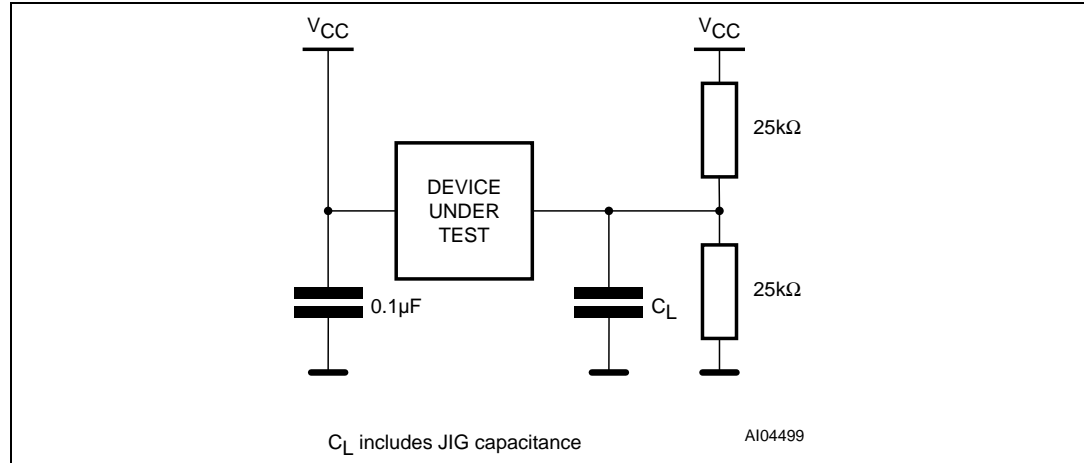 VCC
VCC
25kΩ
DEVICE
UNDER
TEST
0.1µF
CL
25kΩ
CL includes JIG capacitance
AI04499